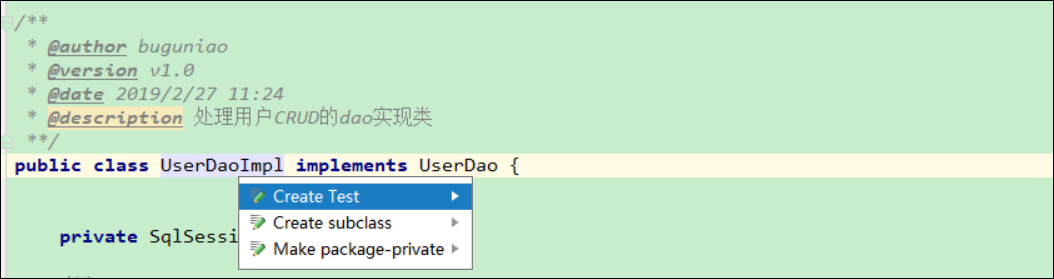 /**
* @author buguniao
* @version v1.0
* @date 2019/2/27 11:24
* @description 处理用户CRUD的dao实现类
**/
public class UserDaoImpl implements UserDao {
Create Test
Create subclass
private SqlSessi
Make package-private